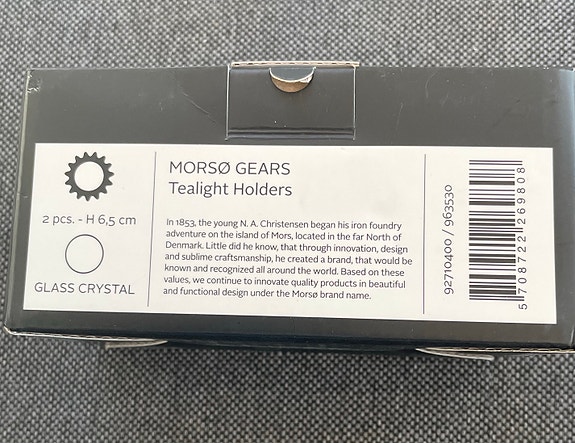 MORSØ GEARS
Tealight Holders
2 pcs. - H 6,5 cm
GLASS CRYSTAL
In 1853, the young N. A. Christensen began his iron foundry
adventure on the island of Mors, located in the far North of
Denmark. Little did he know, that through innovation, design
and sublime craftsmanship, he created a brand, that would be
known and recognized all around the world. Based on these
values, we continue to innovate quality products in beautiful
and functional design under the Morsø brand name.
92710400 / 963530
5 708722 269808